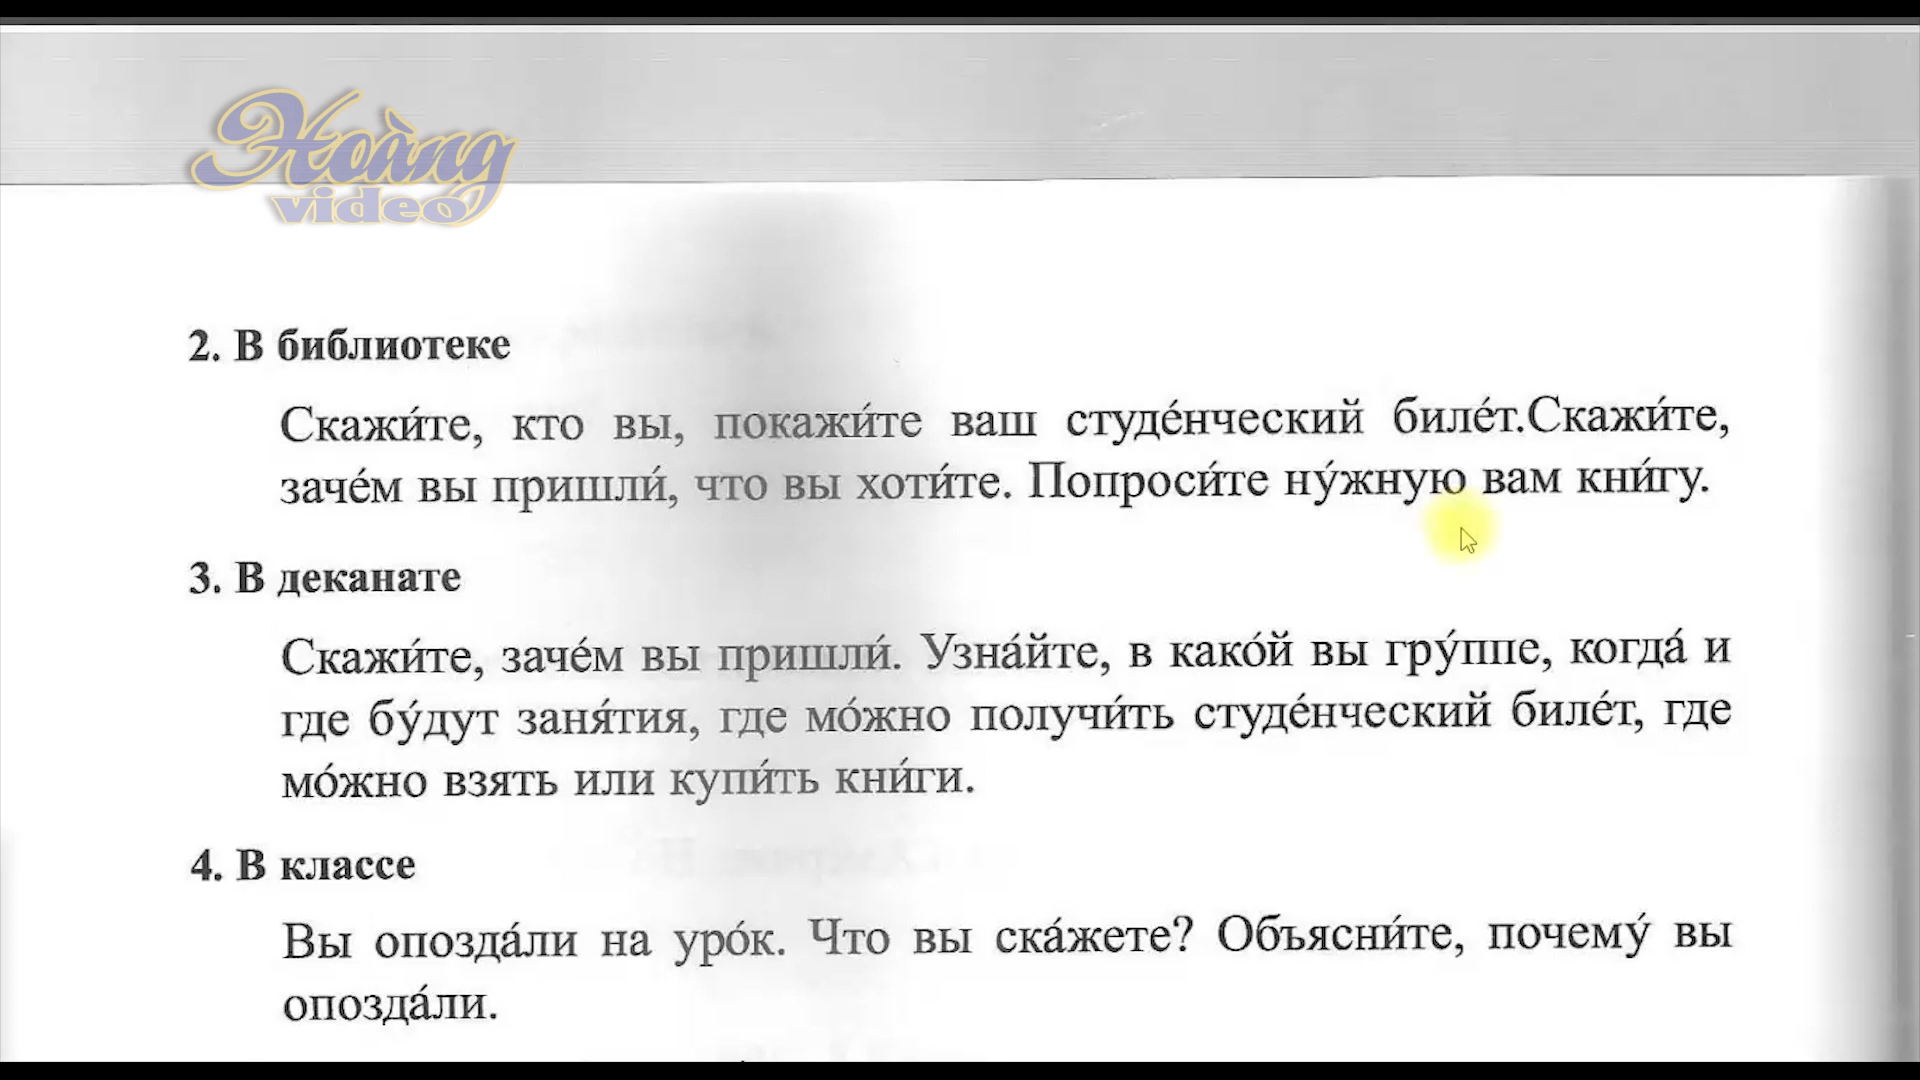 Hoàng
video
2. В библиотеке
Скажи́те, кто вы, покажи́те ваш студе́нческий биле́т.Скажи́те,
заче́м вы пришли́, что вы хоти́те. Попроси́те ну́жную вам кни́гу.
3. В деканате
Скажи́те, заче́м вы пришли́. Узна́йте, в како́й вы гру́ппе, когда́ и
где бу́дут заня́тия, где мо́жно получи́ть студе́нческий биле́т, где
мо́жно взять или купи́ть кни́ги.
4. В классе
Вы опозда́ли на уро́к. Что вы ска́жете? Объясни́те, почему́ вы
опозда́ли.